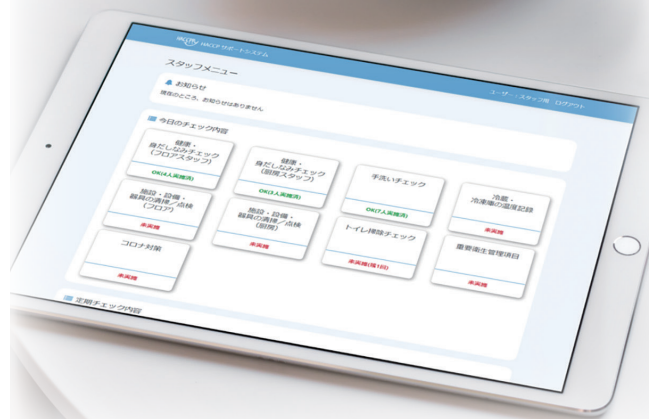 HACCP サポートシステム
ユーザー：スタッフ用 ログアウト
スタッフメニュー
お知らせ
現在のところ、お知らせはありません
今日のチェック内容
健康・
身だしなみチェック
(フロアスタッフ)
OK(4人実施済)
健康・
身だしなみチェック
(厨房スタッフ)
OK(3人実施済)
手洗いチェック
OK(7人実施済)
冷蔵・
冷凍庫の温度記録
未実施
施設・設備・
器具の清掃／点検
(フロア)
未実施
施設・設備・
器具の清掃／点検
(厨房)
未実施
トイレ掃除チェック
未実施(残1回)
重要衛生管理項目
未実施
コロナ対策
未実施
定期チェック内容